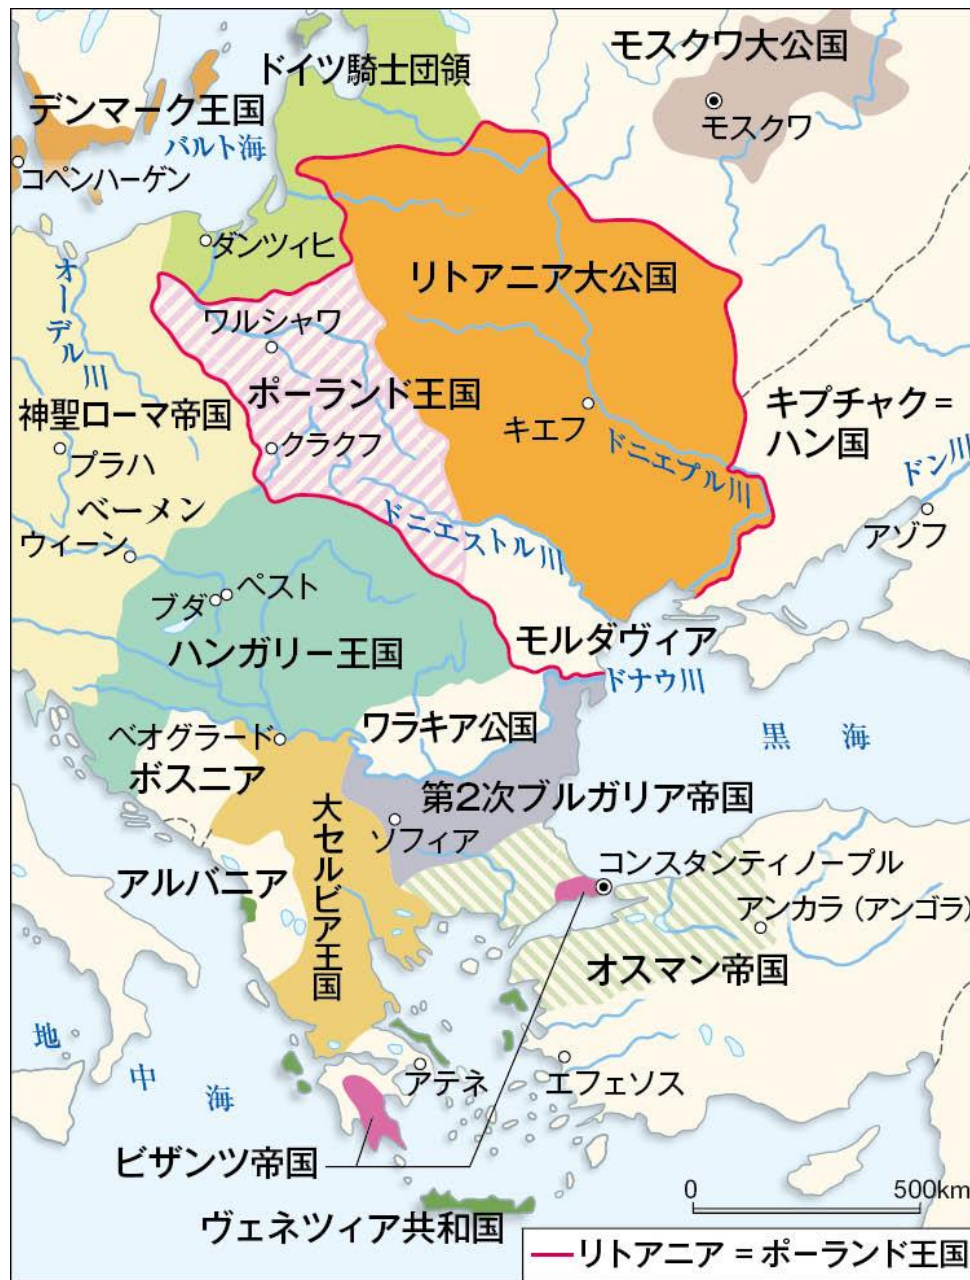 ドイツ騎士団領
モスクワ大公国
モスクワ
デンマーク王国
バルト海
コペンハーゲン
ダンツィヒ
オーデル川
リトアニア大公国
ワルシャワ
ポーランド王国
神聖ローマ帝国
キエフ
キプチャク=
ハン国
クラクフ
プラハ
ドニエプル川
ドン川
ベーメン
ドニエストル川
アゾフ
ウィーン
ペスト
ブダ
ハンガリー王国
モルダヴィア
ドナウ川
ワラキア公国
黒海
ベオグラード
ボスニア
第2次ブルガリア帝国
大セルビア王国
ソフィア
コンスタンティノープル
アルバニア
アンカラ(アンゴラ)
オスマン帝国
地中海
アテネ
エフェソス
ビザンツ帝国
0 500km
ヴェネツィア共和国
リトアニア=ポーランド王国